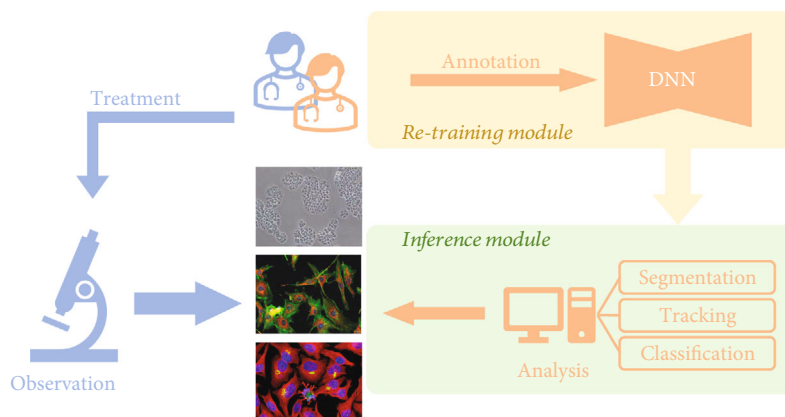 Treatment
Annotation
DNN
Re-training module
Inference module
Segmentation
Tracking
Classification
Analysis
Observation